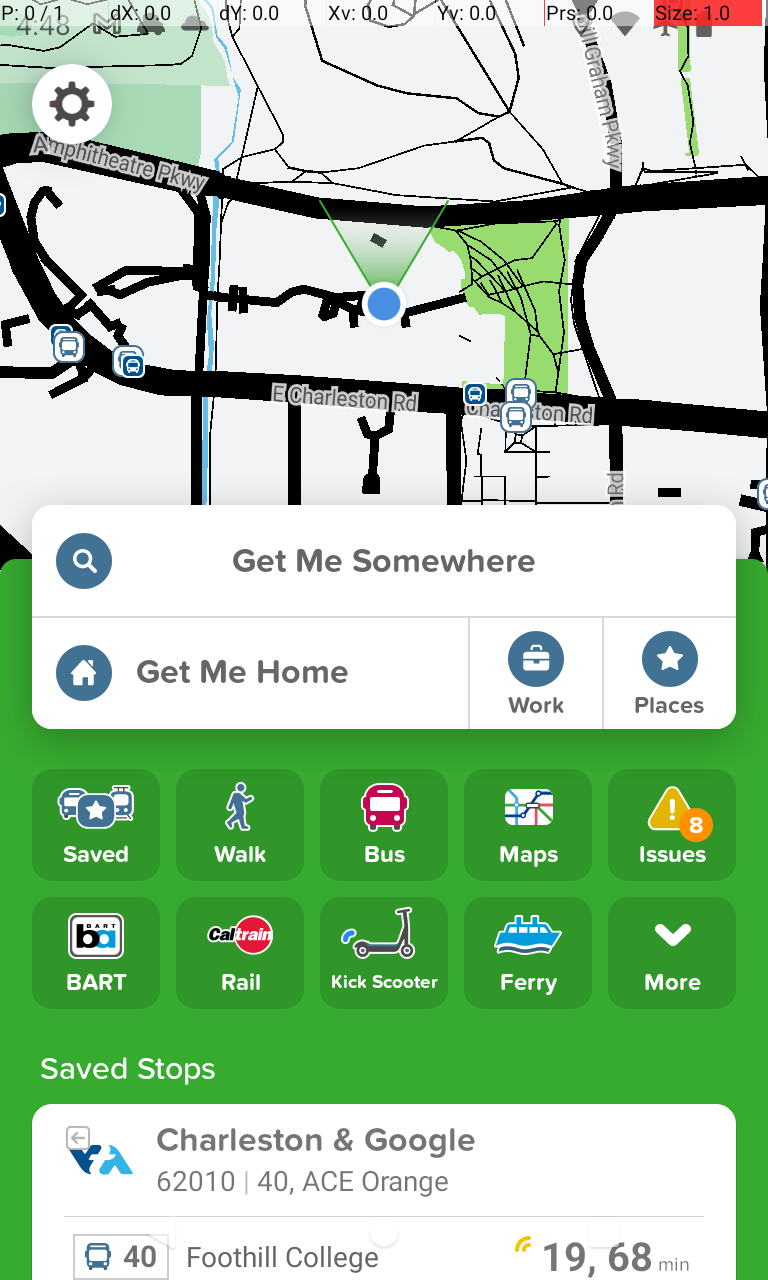 P: 0 / 1 dX: 0.0 dY: 0.0 Xv: 0.0 Yv: 0.0 Prs: 0.0 Size: 1.0
4:48
Amphitheatre Pkwy
ill Graham Pkwy
E Charleston Rd
Charleston Rd
n Rd
Get Me Somewhere
Get Me Home
Work
Places
Saved
Walk
Bus
Maps
8
Issues
BART
ba
BART
Caltrain
Rail
Kick Scooter
Ferry
More
Saved Stops
Charleston & Google
62010 | 40, ACE Orange
40 Foothill College 19, 68 min